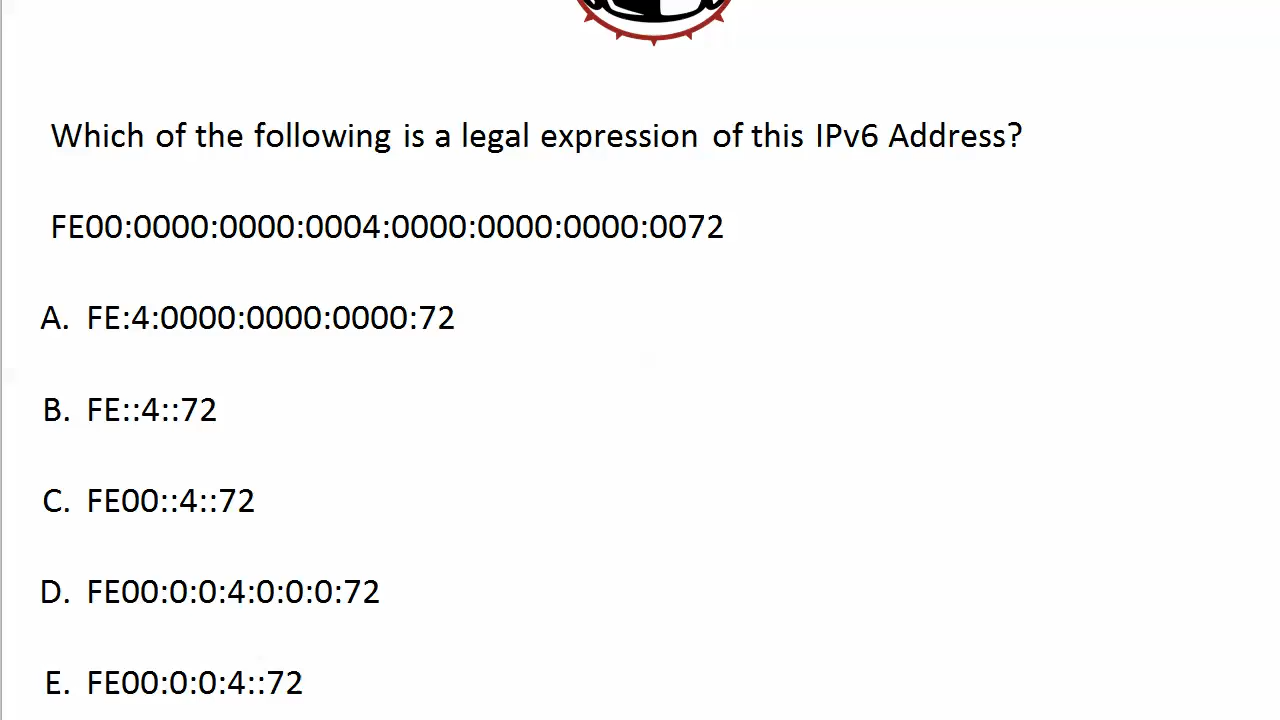 Which of the following is a legal expression of this IPv6 Address?
FE00:0000:0000:0004:0000:0000:0000:0072
A. FE:4:0000:0000:0000:72
B. FE::4::72
C. FE00::4::72
D. FE00:0:0:4:0:0:0:72
E. FE00:0:0:4::72